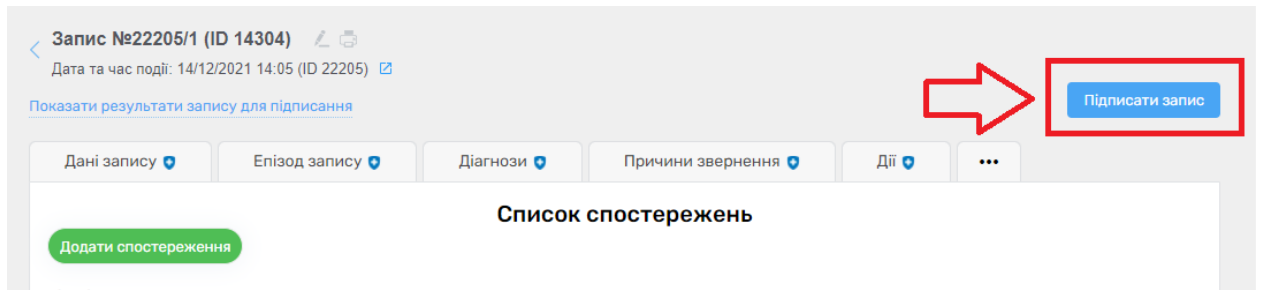 Запис №22205/1 (ID 14304)
Дата та час події: 14/12/2021 14:05 (ID 22205)
Показати результати запису для підписання
Підписати запис
Дані запису Епізод запису Діагнози Причини звернення Дії •••
Список спостережень
Додати спостереження